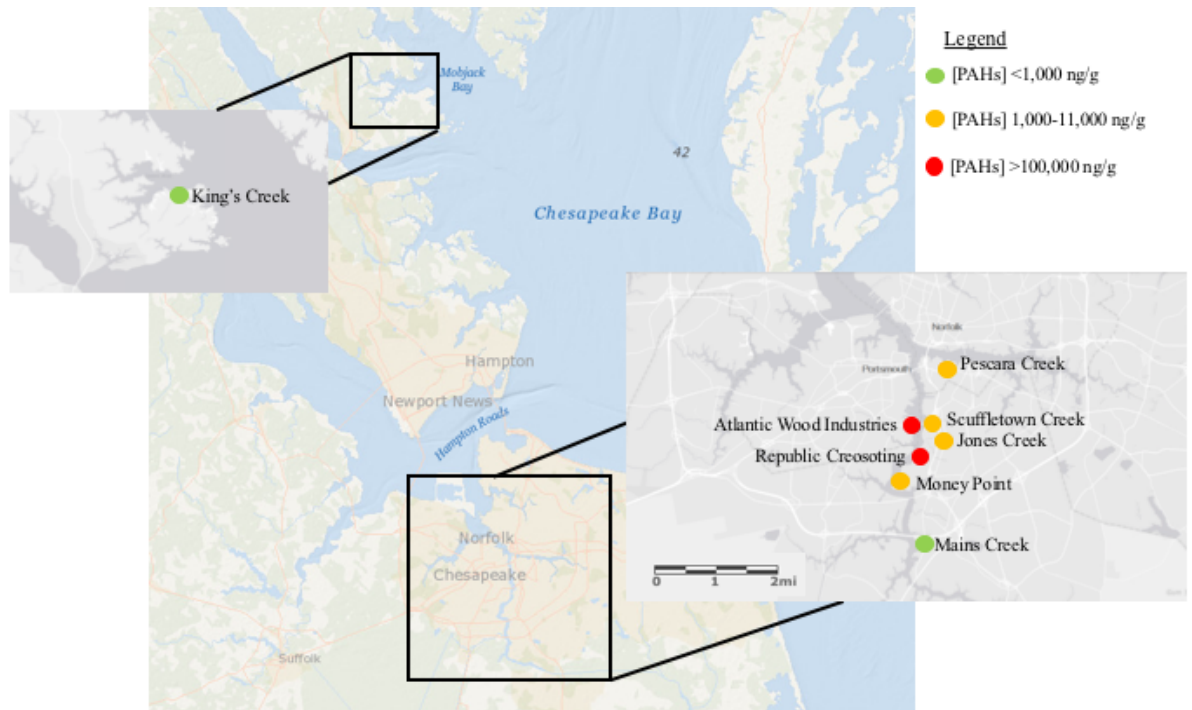 Legend
[PAHs] <1,000 ng/g
[PAHs] 1,000-11,000 ng/g
[PAHs] >100,000 ng/g
Mobjack
Bay
42
King's Creek
Chesapeake Bay
Hampton
Newport News
Hampton Roads
Norfolk
Chesapeake
Suffolk
Norfolk
Portsmouth
Pescara Creek
Atlantic Wood Industries
Scuffletown Creek
Jones Creek
Republic Creosoting
Money Point
Mains Creek
0 1 2mi